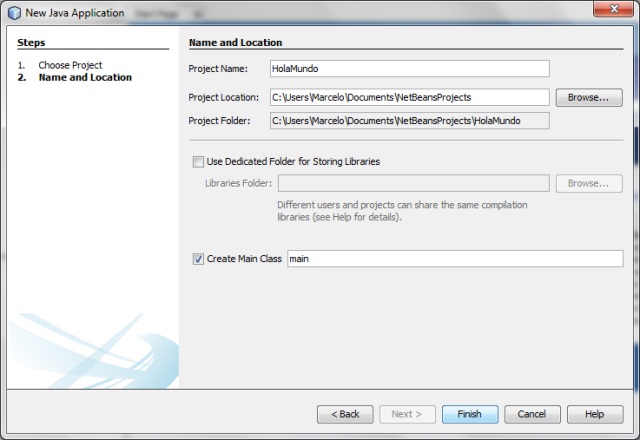 New Java Application
Steps
1. Choose Project
2. Name and Location
Name and Location
Project Name: HolaMundo
Project Location: C:\Users\Marcelo\Documents\NetBeansProjects Browse...
Project Folder: C:\Users\Marcelo\Documents\NetBeansProjects\HolaMundo
Use Dedicated Folder for Storing Libraries
Libraries Folder: Browse...
Different users and projects can share the same compilation
libraries (see Help for details).
Create Main Class main
< Back Next > Finish Cancel Help